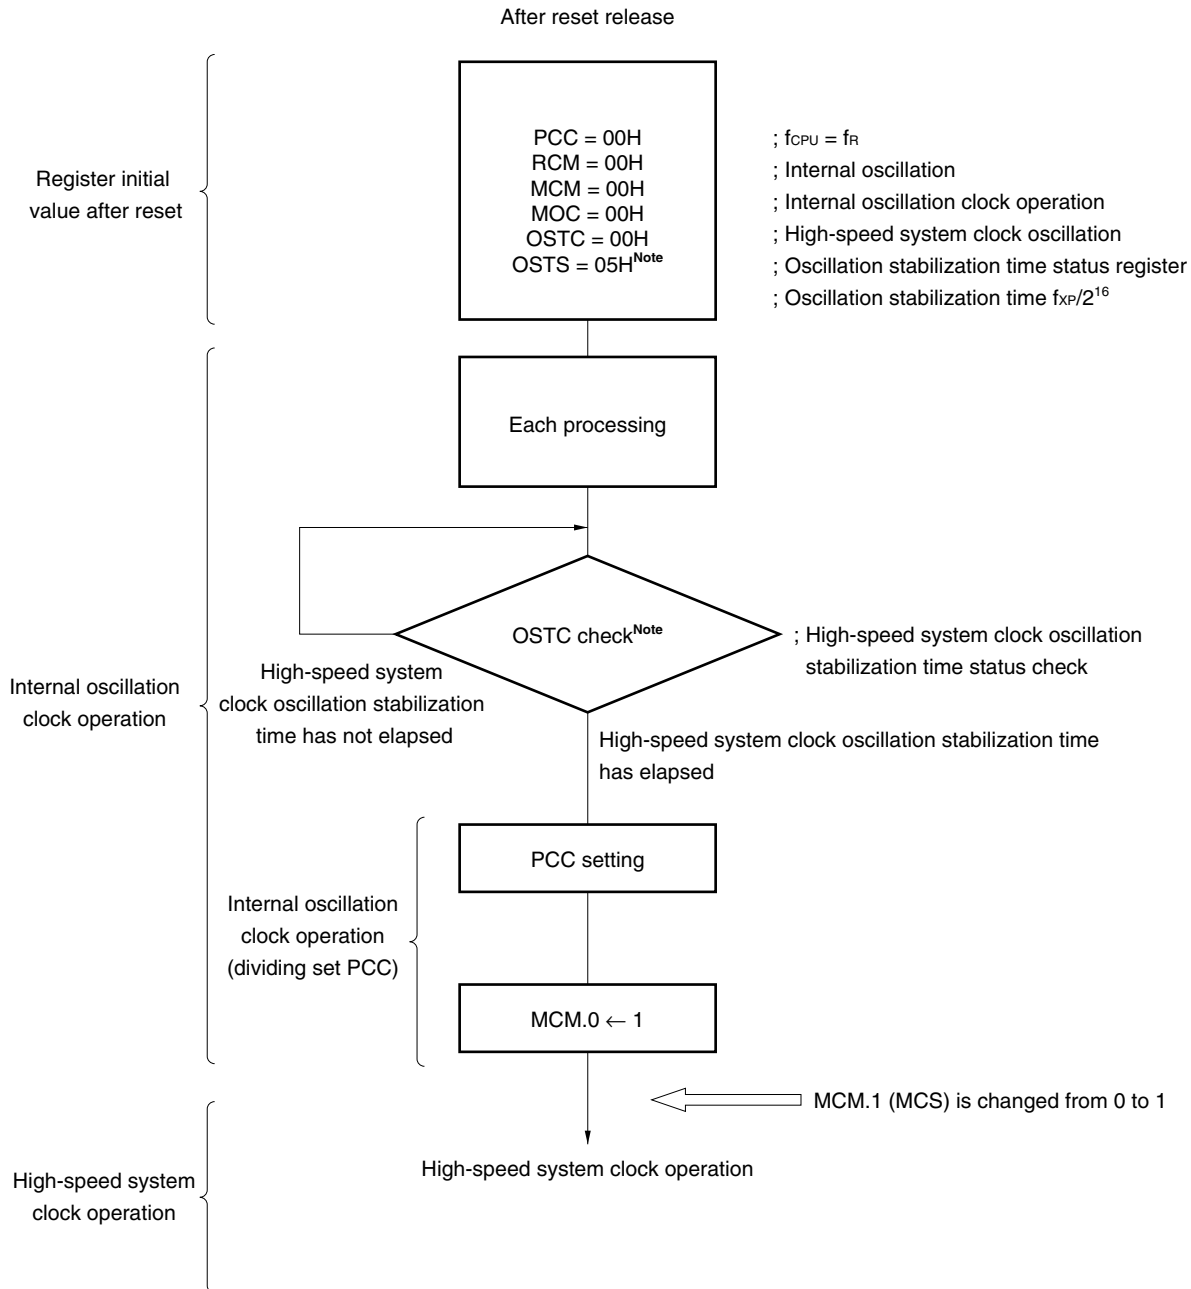 After reset release
Register initial
value after reset
PCC = 00H
RCM = 00H
MCM = 00H
MOC = 00H
OSTC = 00H
OSTS = 05HNote
; fCPU = fR
; Internal oscillation
; Internal oscillation clock operation
; High-speed system clock oscillation
; Oscillation stabilization time status register
; Oscillation stabilization time fXP/2^16
Each processing
Internal oscillation
clock operation
OSTC checkNote
; High-speed system clock oscillation
stabilization time status check
High-speed system
clock oscillation stabilization
time has not elapsed
High-speed system clock oscillation stabilization time
has elapsed
Internal oscillation
clock operation
(dividing set PCC)
PCC setting
MCM.0 ← 1
MCM.1 (MCS) is changed from 0 to 1
High-speed system clock operation
High-speed system
clock operation